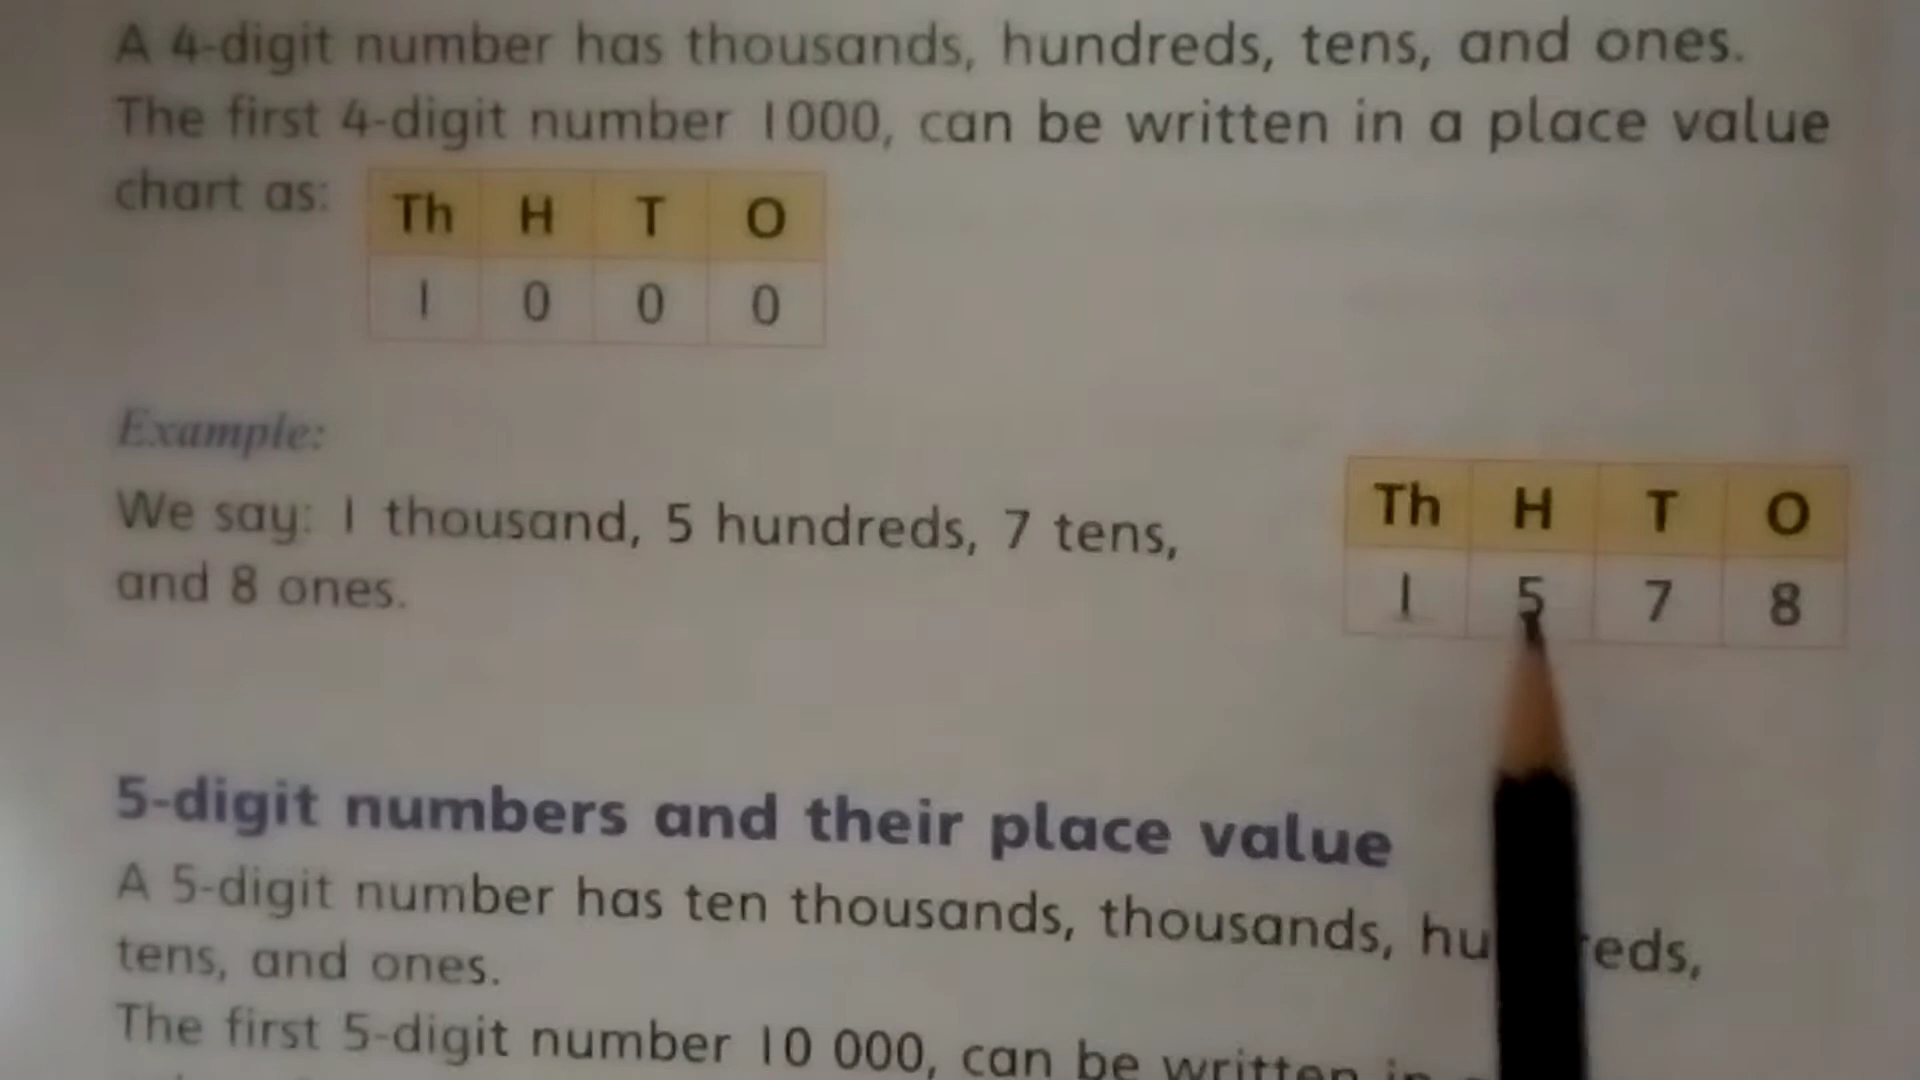 A 4-digit number has thousands, hundreds, tens, and ones.
The first 4-digit number 1000, can be written in a place value
chart as:
Th H T O
1 0 0 0
Example:
We say: 1 thousand, 5 hundreds, 7 tens,
and 8 ones.
Th H T O
1 5 7 8
5-digit numbers and their place value
A 5-digit number has ten thousands, thousands, hu reds,
tens, and ones.
The first 5-digit number 10 000, can be written in